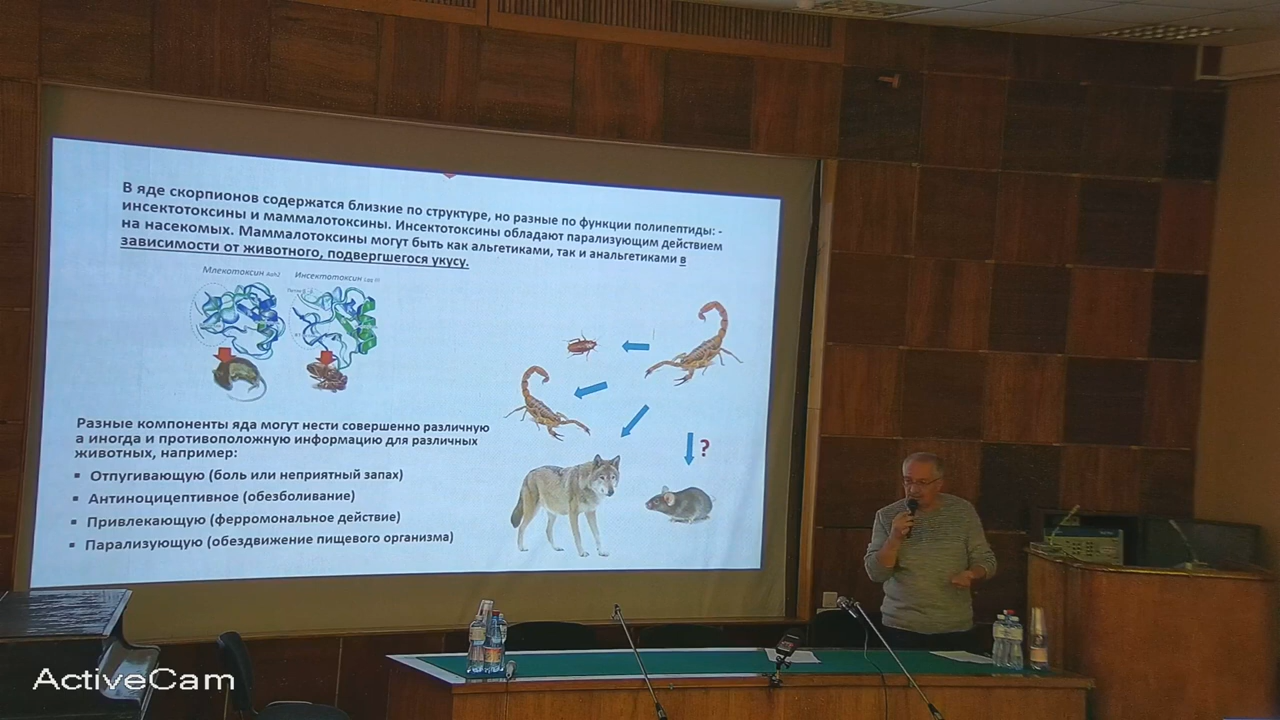 В яде скорпионов содержатся близкие по структуре, но разные по функции полипептиды: -
инсектотоксины и маммалотоксины. Инсектотоксины обладают парализующим действием
на насекомых. Маммалотоксины могут быть как альгетиками, так и анальгетиками в
зависимости от животного, подвергшегося укусу.
Млекотоксин AaH2 Инсектотоксин Lqq III
Разные компоненты яда могут нести совершенно различную
а иногда и противоположную информацию для различных
животных, например:
▪ Отпугивающую (боль или неприятный запах)
▪ Антиноцицептивное (обезболивание)
▪ Привлекающую (ферромональное действие)
▪ Парализующую (обездвижение пищевого организма)
?
ActiveCam